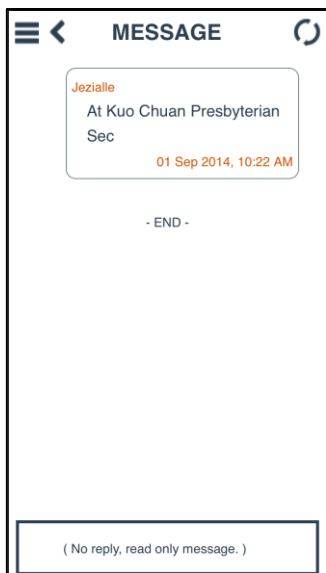 MESSAGE
Jezialle
At Kuo Chuan Presbyterian
Sec
01 Sep 2014, 10:22 AM
- END -
( No reply, read only message. )